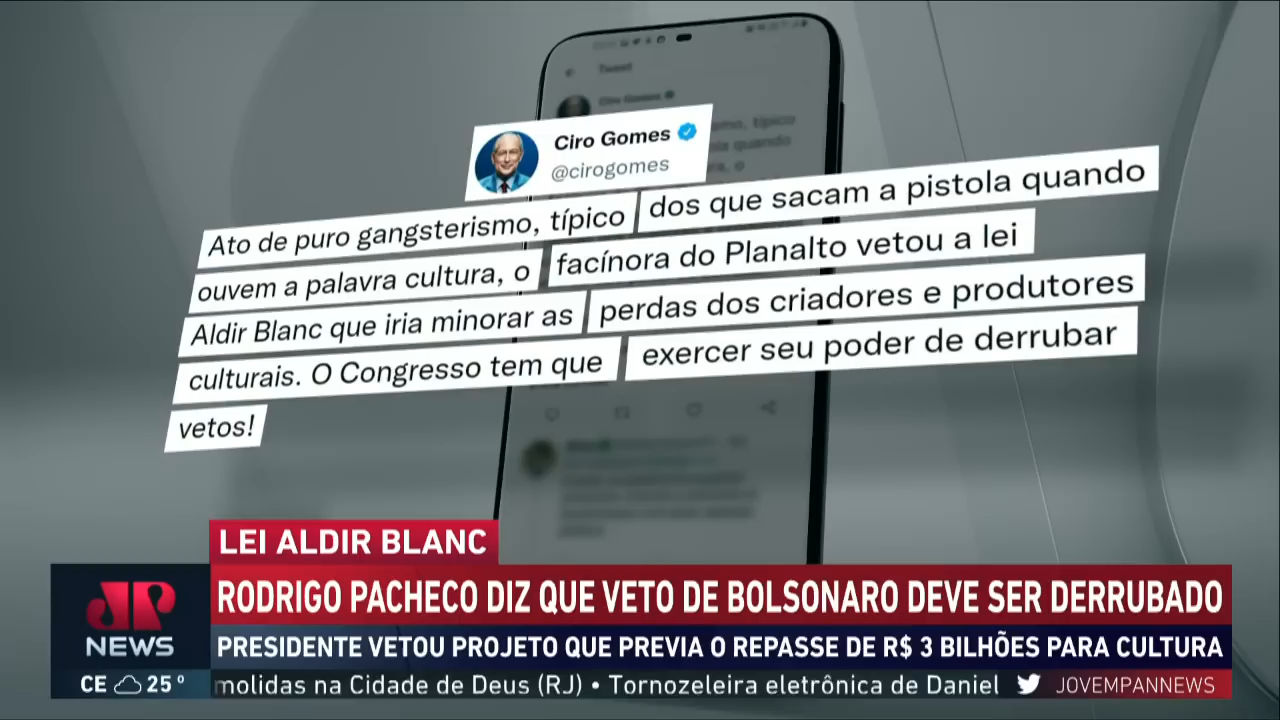 Ciro Gomes
@cirogomes
Ato de puro gangsterismo, típico dos que sacam a pistola quando
ouvem a palavra cultura, o facínora do Planalto vetou a lei
Aldir Blanc que iria minorar as perdas dos criadores e produtores
culturais. O Congresso tem que exercer seu poder de derrubar
vetos!
LEI ALDIR BLANC
RODRIGO PACHECO DIZ QUE VETO DE BOLSONARO DEVE SER DERRUBADO
PRESIDENTE VETOU PROJETO QUE PREVIA O REPASSE DE R$ 3 BILHÕES PARA CULTURA
JP
NEWS
CE 25° molidas na Cidade de Deus (RJ) • Tornozeleira eletrônica de Daniel JOVEMPANNEWS